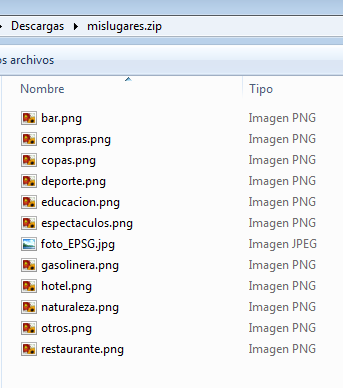 Descargas ▸ mislugares.zip
os archivos
Nombre Tipo
bar.png Imagen PNG
compras.png Imagen PNG
copas.png Imagen PNG
deporte.png Imagen PNG
educacion.png Imagen PNG
espectaculos.png Imagen PNG
foto_EPSG.jpg Imagen JPEG
gasolinera.png Imagen PNG
hotel.png Imagen PNG
naturaleza.png Imagen PNG
otros.png Imagen PNG
restaurante.png Imagen PNG